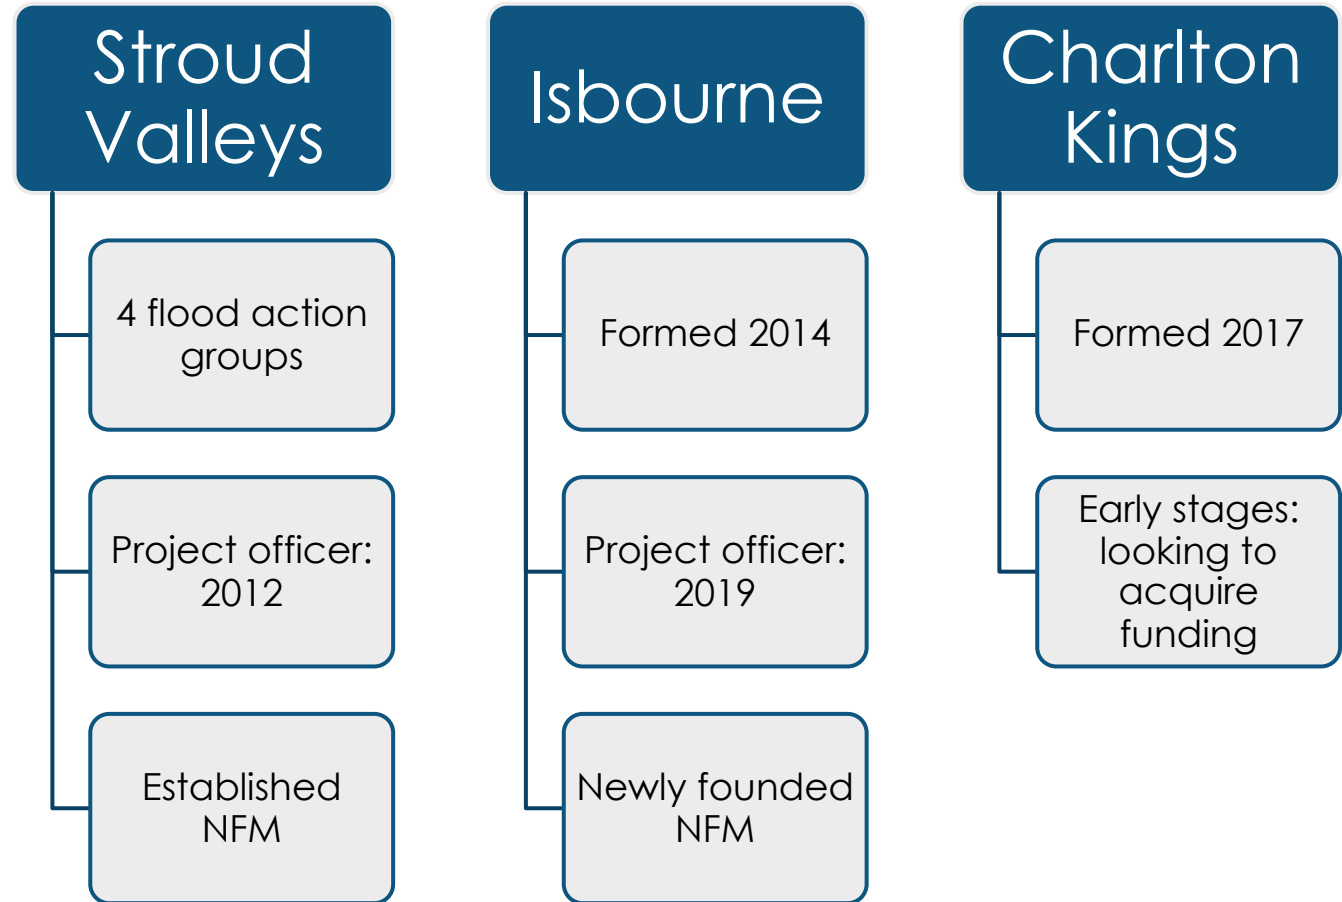 Stroud
Valleys
4 flood action
groups
Project officer:
2012
Established
NFM
Isbourne
Formed 2014
Project officer:
2019
Newly founded
NFM
Charlton
Kings
Formed 2017
Early stages:
looking to
acquire
funding